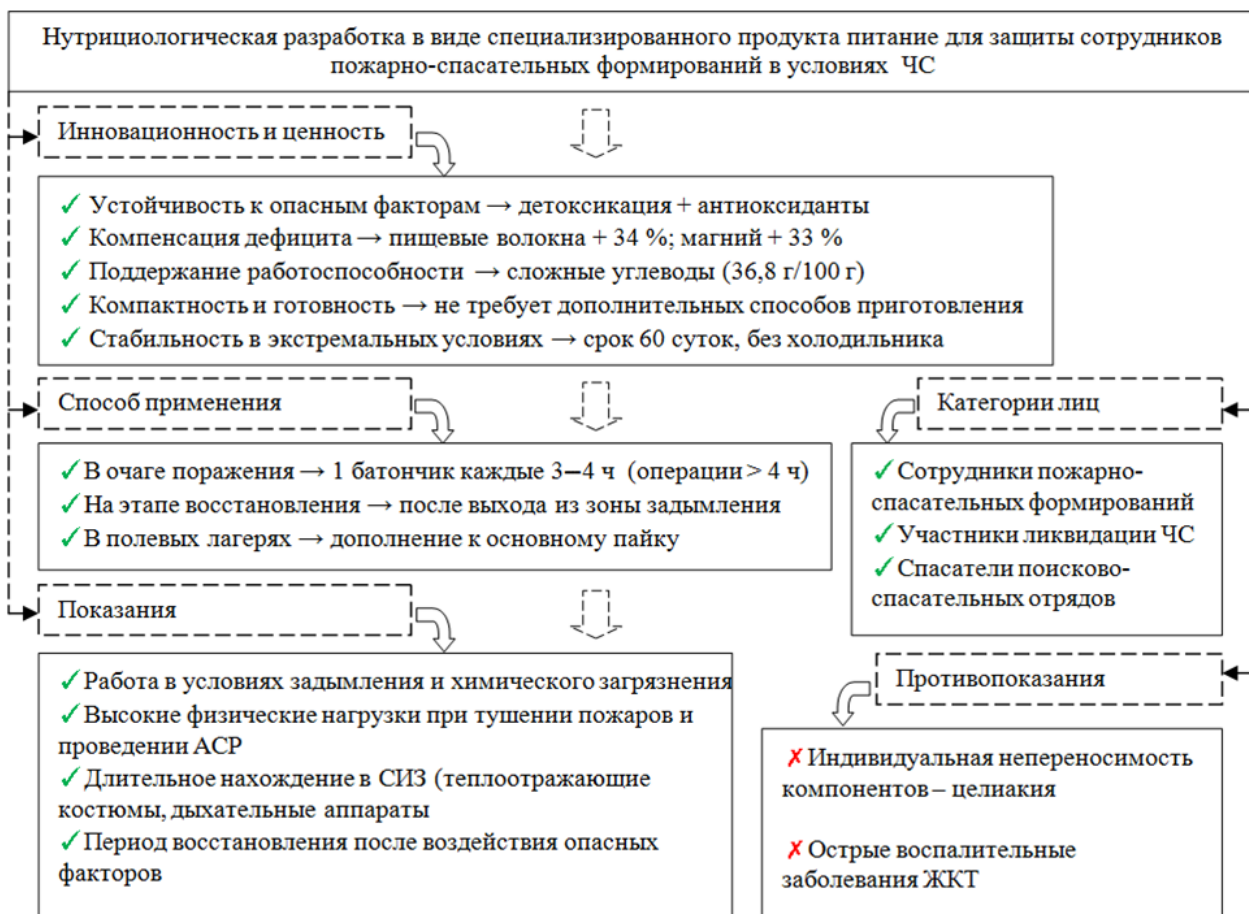 Нутрициологическая разработка в виде специализированного продукта питание для защиты сотрудников
пожарно-спасательных формирований в условиях ЧС
Инновационность и ценность
✓ Устойчивость к опасным факторам → детоксикация + антиоксиданты
✓ Компенсация дефицита → пищевые волокна + 34 %; магний + 33 %
✓ Поддержание работоспособности → сложные углеводы (36,8 г/100 г)
✓ Компактность и готовность → не требует дополнительных способов приготовления
✓ Стабильность в экстремальных условиях → срок 60 суток, без холодильника
Способ применения
✓ В очаге поражения → 1 батончик каждые 3–4 ч (операции > 4 ч)
✓ На этапе восстановления → после выхода из зоны задымления
✓ В полевых лагерях → дополнение к основному пайку
Категории лиц
✓ Сотрудники пожарно-
спасательных формирований
✓ Участники ликвидации ЧС
✓ Спасатели поисково-
спасательных отрядов
Показания
✓ Работа в условиях задымления и химического загрязнения
✓ Высокие физические нагрузки при тушении пожаров и
проведении АСР
✓ Длительное нахождение в СИЗ (теплоотражающие
костюмы, дыхательные аппараты
✓ Период восстановления после воздействия опасных
факторов
Противопоказания
✗ Индивидуальная непереносимость
компонентов – целиакия
✗ Острые воспалительные
заболевания ЖКТ